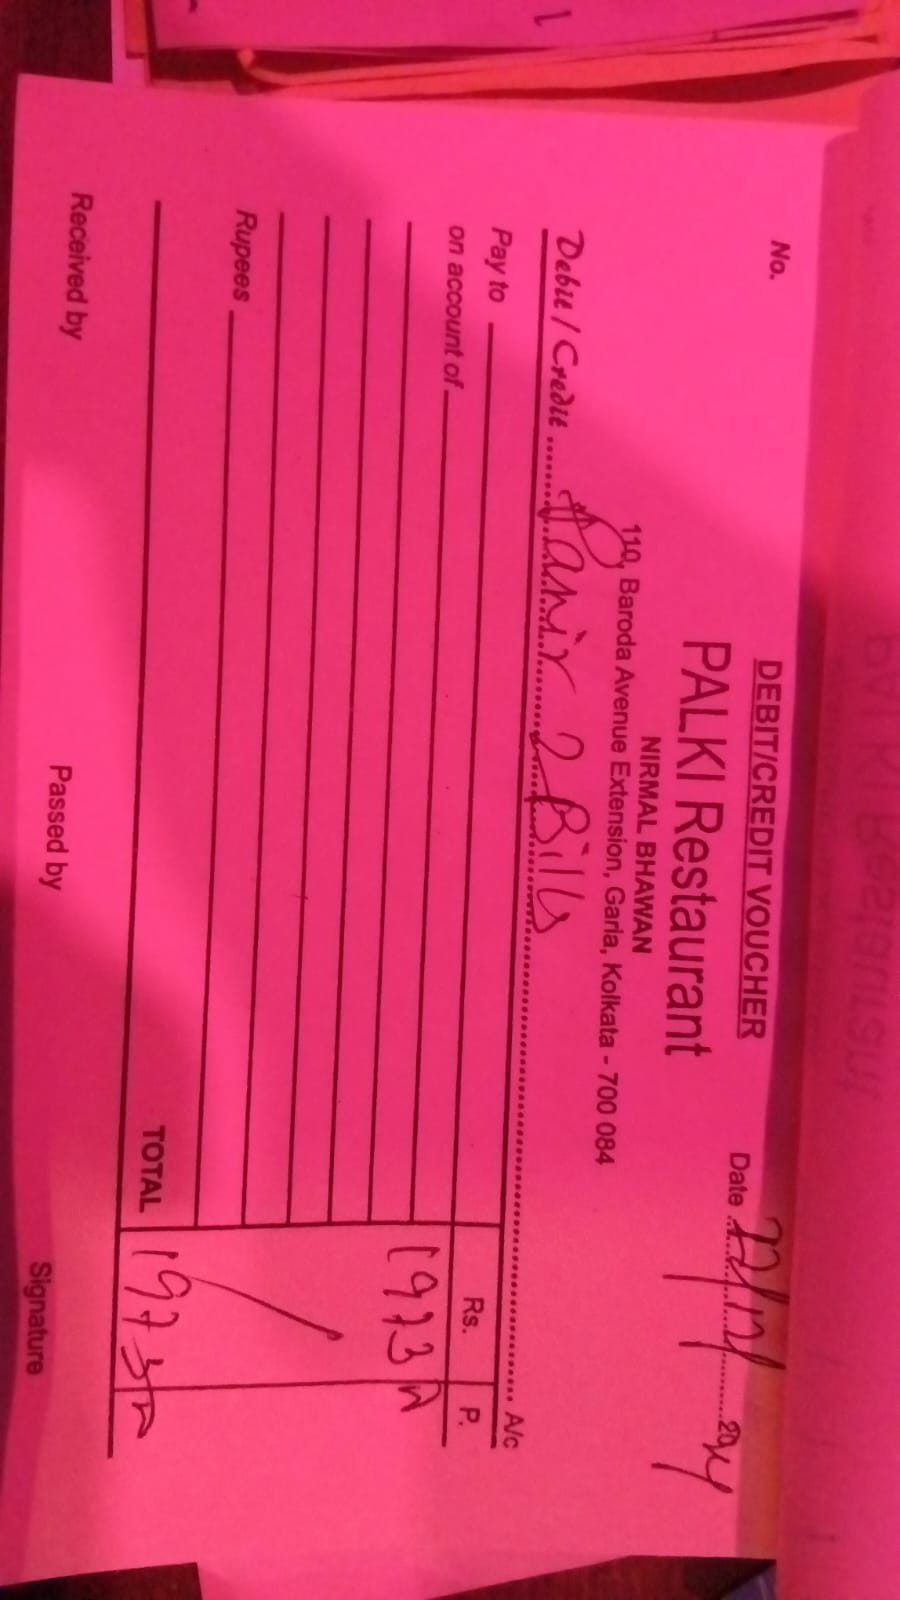 DEBIT/CREDIT VOUCHER
No.
Date 22/12/2024
PALKI Restaurant
NIRMAL BHAWAN
110, Baroda Avenue Extension, Garia, Kolkata - 700 084
Debit / Credit Panir 2 Bills A/c
Pay to Rs. P.
on account of 1973
Rupees
TOTAL 1973
Received by Passed by Signature